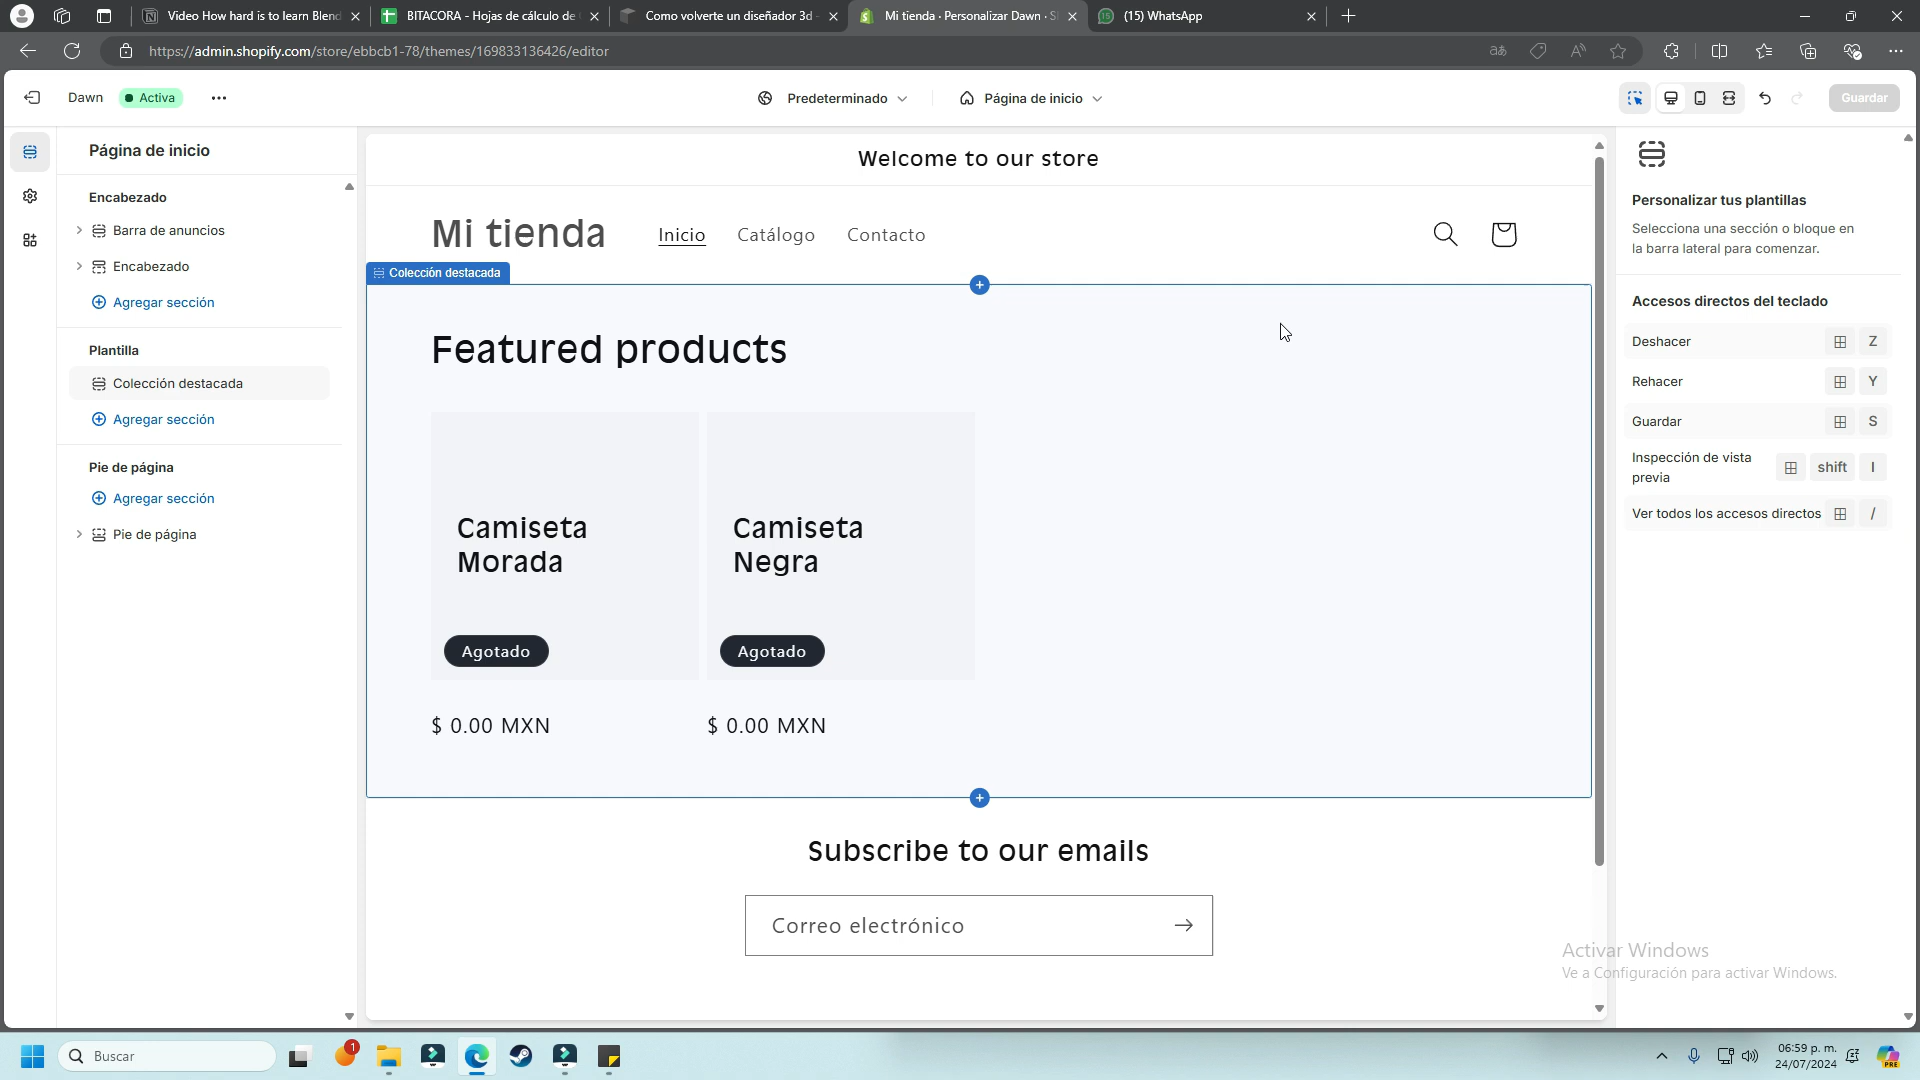 Video How hard is to learn Blend
BITACORA - Hojas de cálculo de
Como volverte un diseñador 3d -
Mi tienda · Personalizar Dawn · S
(15) WhatsApp
https://admin.shopify.com/store/ebbcb1-78/themes/169833136426/editor
Dawn
Activa
Predeterminado
Página de inicio
Guardar
Página de inicio
Encabezado
Barra de anuncios
Encabezado
Agregar sección
Plantilla
Colección destacada
Agregar sección
Pie de página
Agregar sección
Pie de página
Welcome to our store
Mi tienda
Inicio Catálogo Contacto
Colección destacada
Featured products
Camiseta
Morada
Agotado
$ 0.00 MXN
Camiseta
Negra
Agotado
$ 0.00 MXN
Subscribe to our emails
Correo electrónico
Personalizar tus plantillas
Selecciona una sección o bloque en
la barra lateral para comenzar.
Accesos directos del teclado
Deshacer Z
Rehacer Y
Guardar S
Inspección de vista
previa shift I
Ver todos los accesos directos /
Activar Windows
Ve a Configuración para activar Windows.
Buscar
1
06:59 p. m.
24/07/2024
PRE